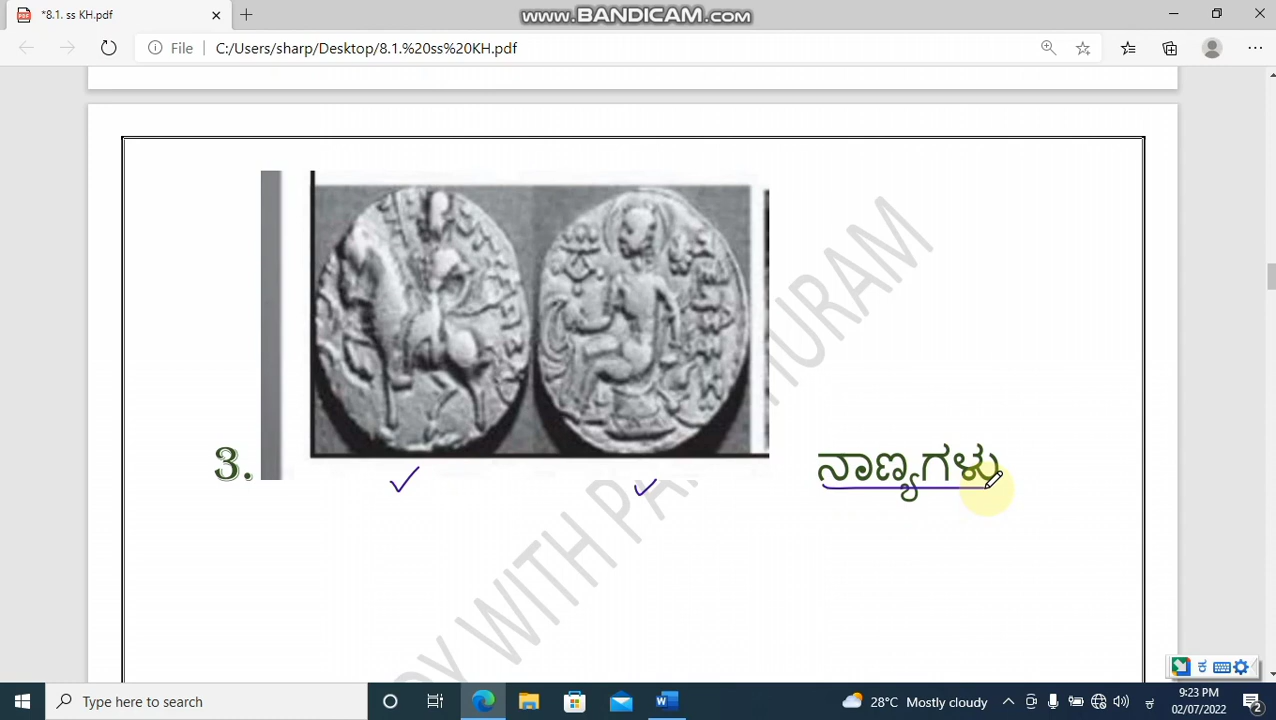 *8.1. ss KH.pdf
www.BANDICAM.com
File C:/Users/sharp/Desktop/8.1.%20ss%20KH.pdf
3. ನಾಣ್ಯಗಳು
Type here to search
28°C Mostly cloudy
9:23 PM
02/07/2022
2